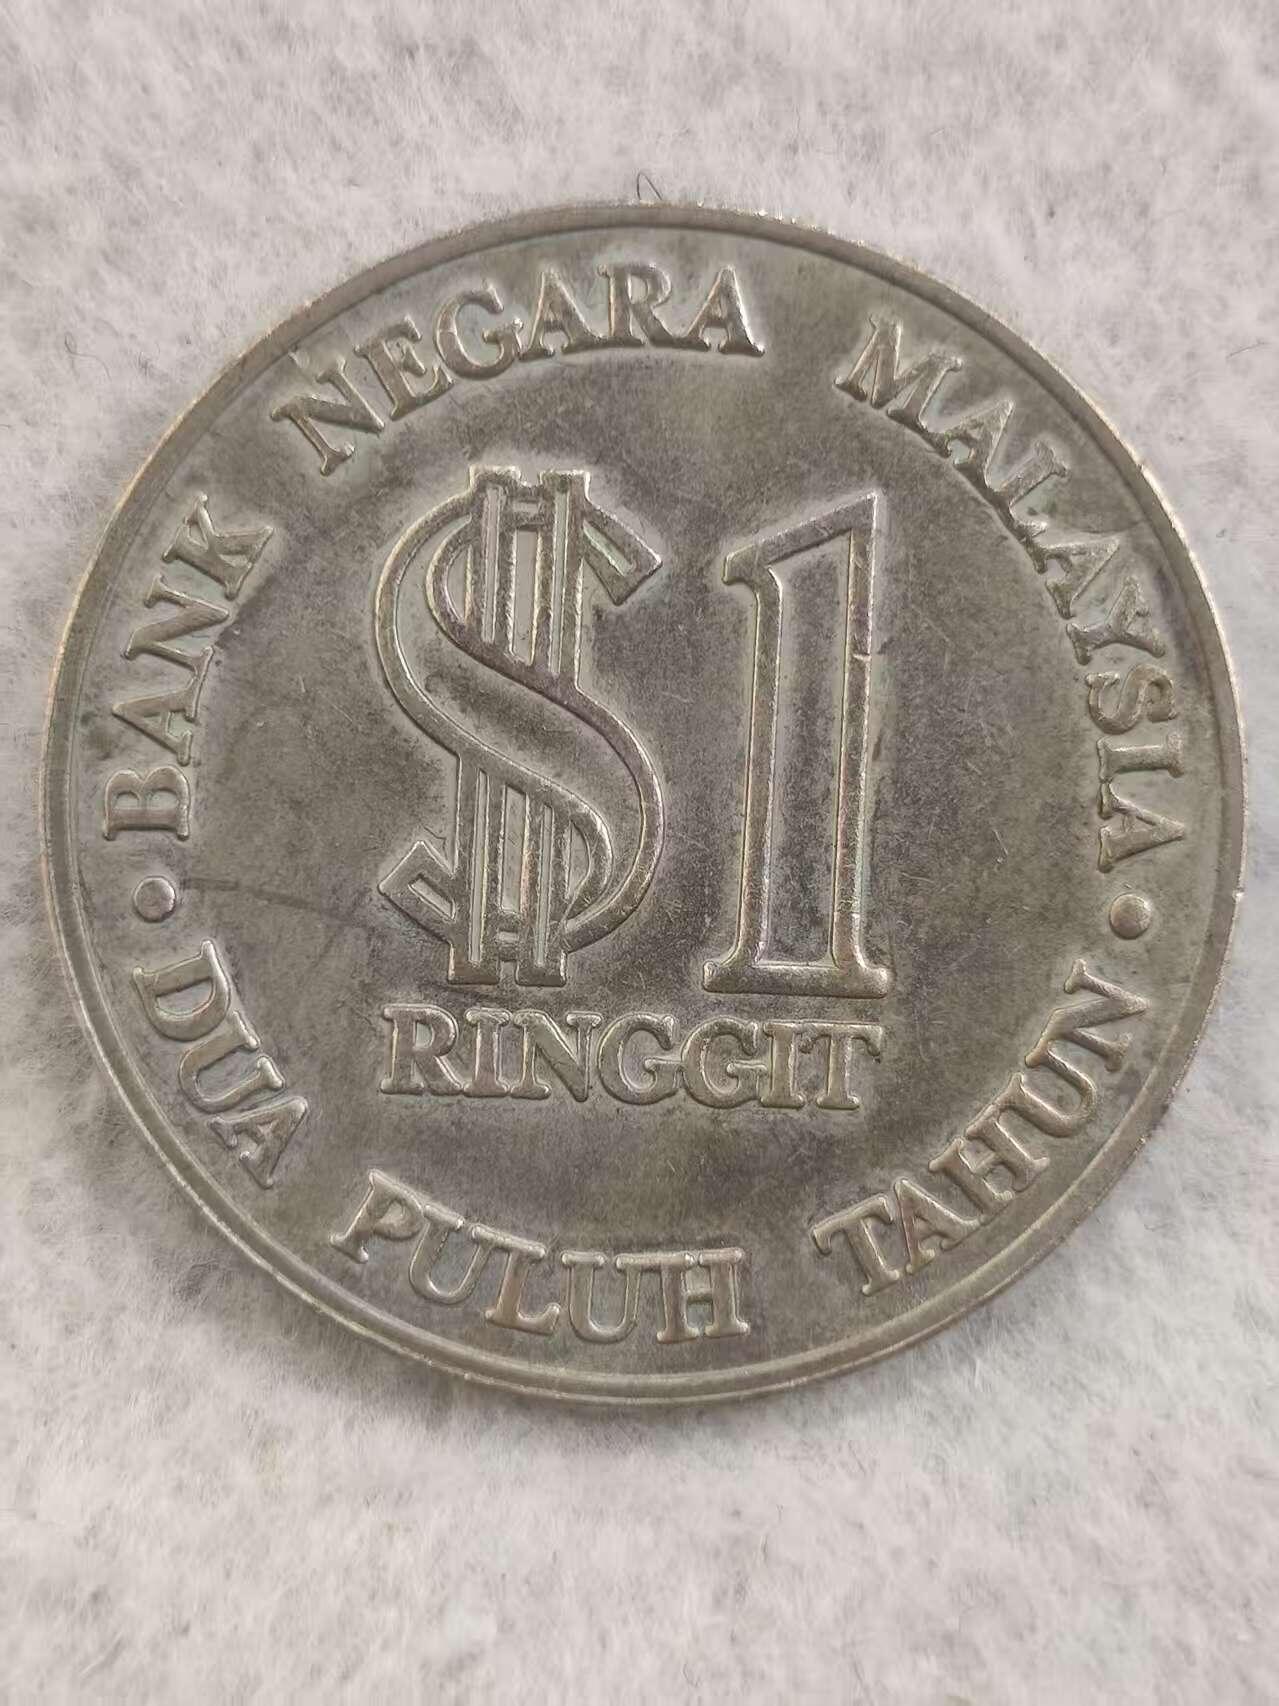 BANK NEGARA MALAYSIA
$1
RINGGIT
• DUA PULUH TAHUN •